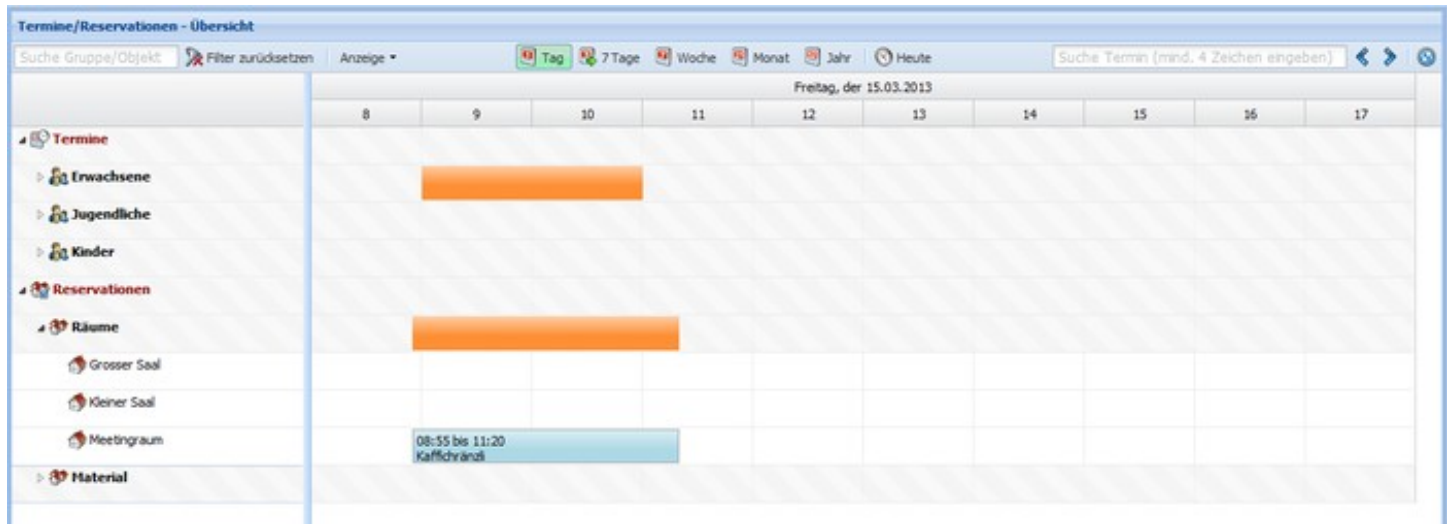 Termine/Reservationen - Übersicht
Suche Gruppe/Objekt Filter zurücksetzen Anzeige Tag 7 Tage Woche Monat Jahr Heute Suche Termin (mind. 4 Zeichen eingeben)
Freitag, der 15.03.2013
8 9 10 11 12 13 14 15 16 17
Termine
Erwachsene
Jugendliche
Kinder
Reservationen
Räume
Grosser Saal
Kleiner Saal
Meetingraum
08:55 bis 11:20
Kaffichränzli
Material